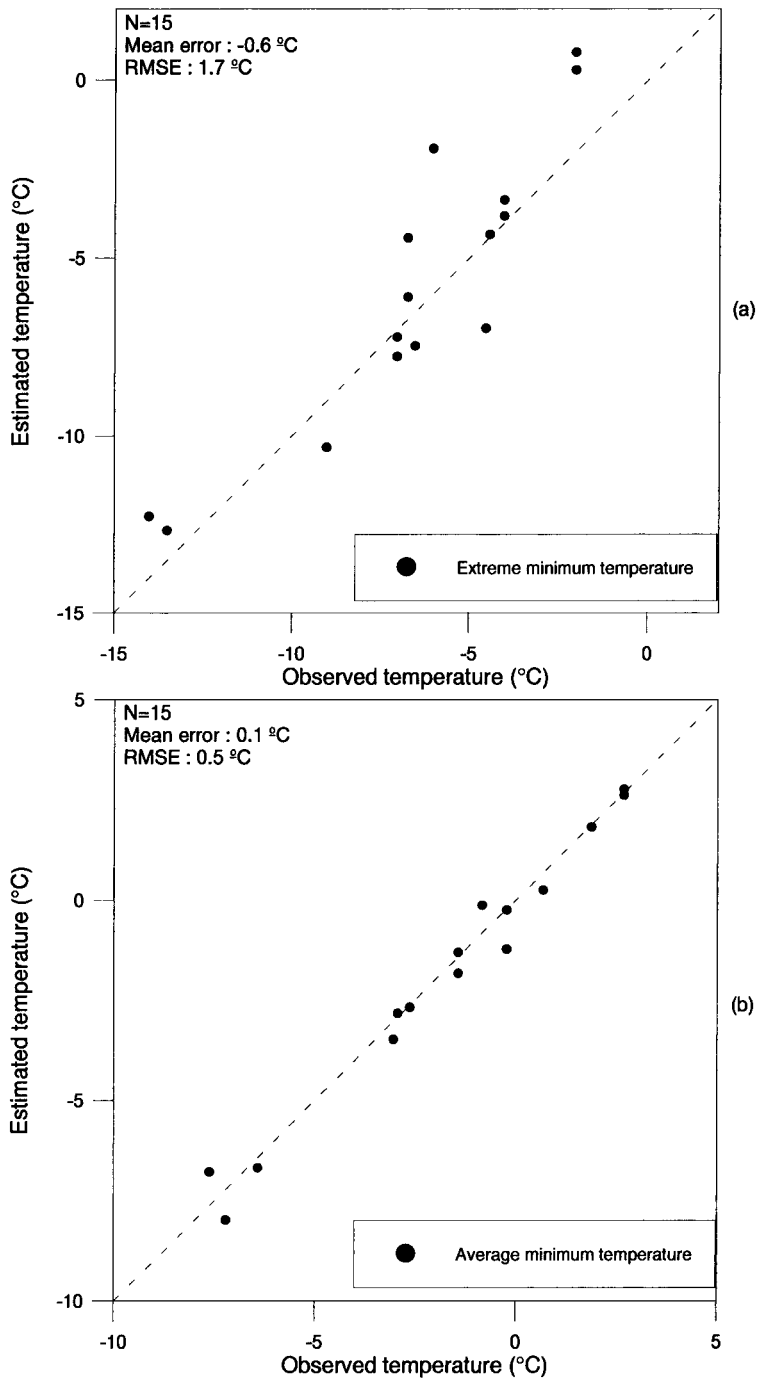 N=15
Mean error : -0.6 ºC
RMSE : 1.7 ºC
0
-5
-10
-15
Estimated temperature (°C)
Extreme minimum temperature
-15
-10
-5
0
Observed temperature (°C)
(a)
5
N=15
Mean error : 0.1 ºC
RMSE : 0.5 ºC
0
-5
-10
Estimated temperature (°C)
Average minimum temperature
-10
-5
0
5
Observed temperature (°C)
(b)